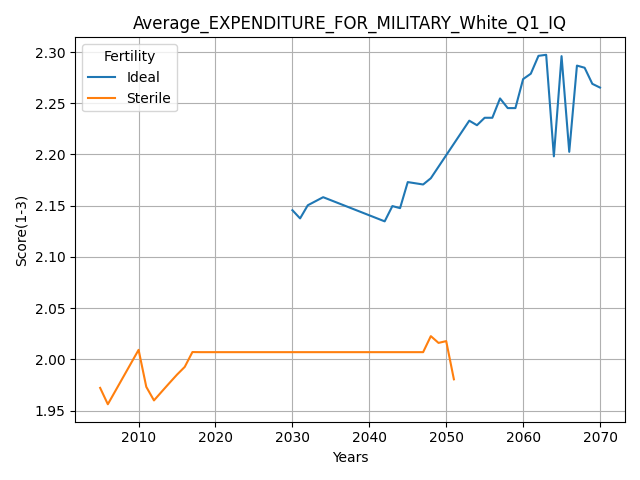 Average_EXPENDITURE_FOR_MILITARY_White_Q1_IQ
Fertility
Ideal
Sterile
Score(1-3)
2.30
2.25
2.20
2.15
2.10
2.05
2.00
1.95
2010 2020 2030 2040 2050 2060 2070
Years